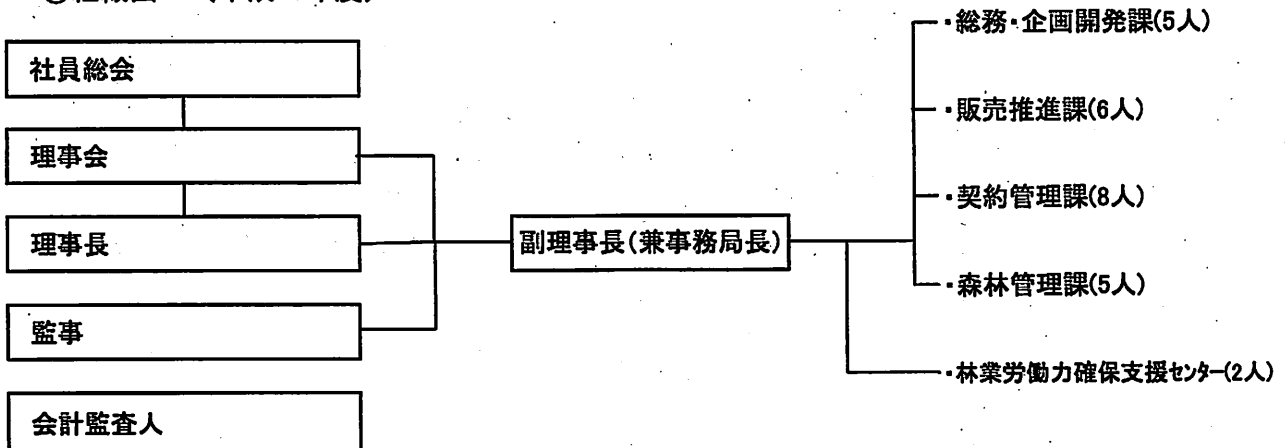 社員総会
理事会
理事長
監事
会計監査人
副理事長(兼事務局長)
・総務・企画開発課(5人)
・販売推進課(6人)
・契約管理課(8人)
・森林管理課(5人)
・林業労働力確保支援センター(2人)